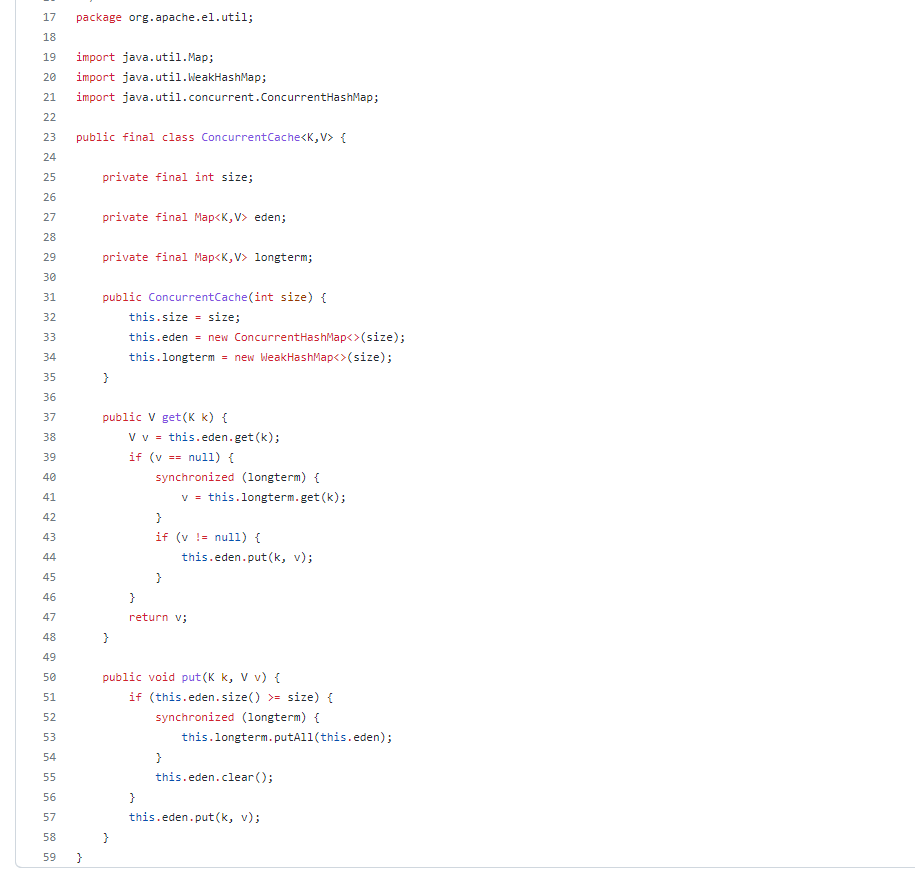 17 package org.apache.el.util;
18
19 import java.util.Map;
20 import java.util.WeakHashMap;
21 import java.util.concurrent.ConcurrentHashMap;
22
23 public final class ConcurrentCache<K,V> {
24
25     private final int size;
26
27     private final Map<K,V> eden;
28
29     private final Map<K,V> longterm;
30
31     public ConcurrentCache(int size) {
32         this.size = size;
33         this.eden = new ConcurrentHashMap<>(size);
34         this.longterm = new WeakHashMap<>(size);
35     }
36
37     public V get(K k) {
38         V v = this.eden.get(k);
39         if (v == null) {
40             synchronized (longterm) {
41                 v = this.longterm.get(k);
42             }
43             if (v != null) {
44                 this.eden.put(k, v);
45             }
46         }
47         return v;
48     }
49
50     public void put(K k, V v) {
51         if (this.eden.size() >= size) {
52             synchronized (longterm) {
53                 this.longterm.putAll(this.eden);
54             }
55             this.eden.clear();
56         }
57         this.eden.put(k, v);
58     }
59 }